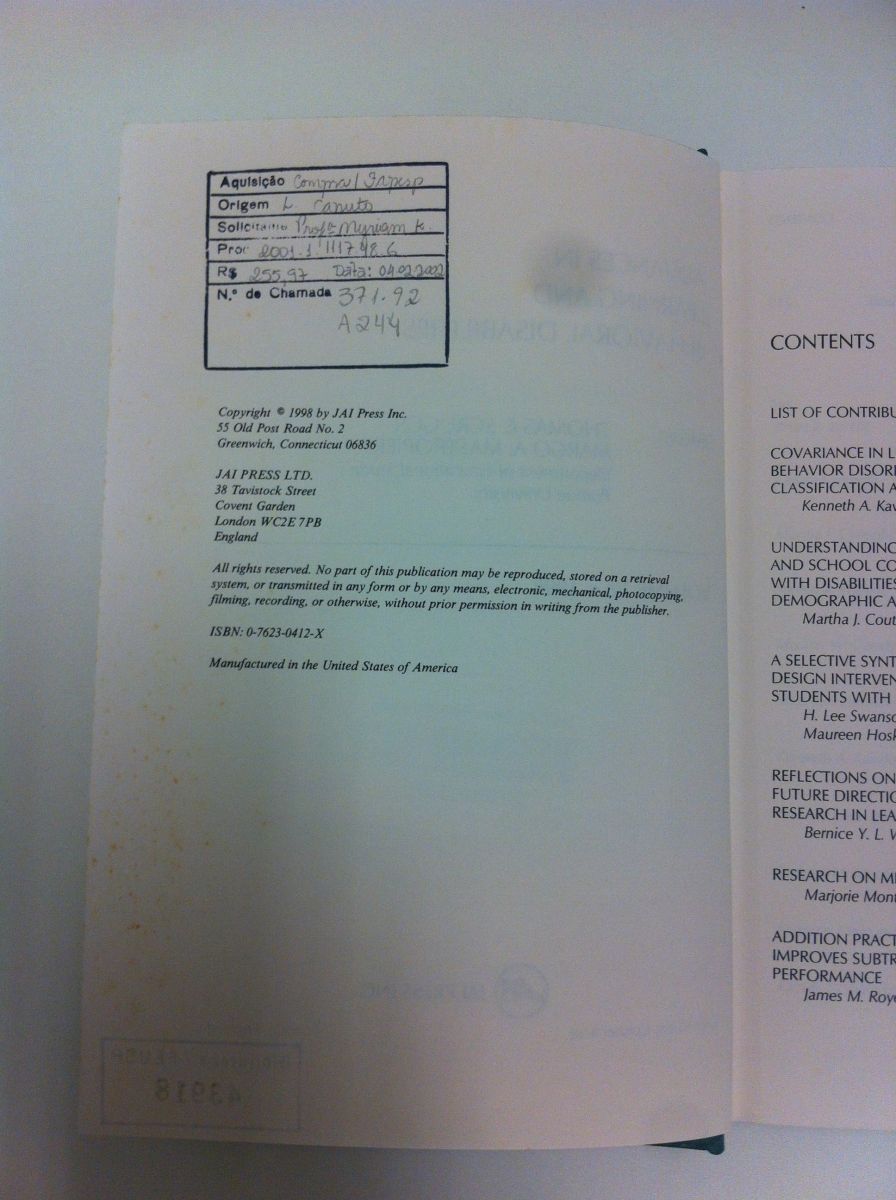 Aquisição Compra/Fapesp
Origem L. Canuto
Solicitante Profª Myriam K.
Proc 2001.1.1117.48.6
R$ 255,97 Data: 04.02.2002
N.º de Chamada 371.92
A244
Copyright © 1998 by JAI Press Inc.
55 Old Post Road No. 2
Greenwich, Connecticut 06836
JAI PRESS LTD.
38 Tavistock Street
Covent Garden
London WC2E 7PB
England
All rights reserved. No part of this publication may be reproduced, stored on a retrieval
system, or transmitted in any form or by any means, electronic, mechanical, photocopying,
filming, recording, or otherwise, without prior permission in writing from the publisher.
ISBN: 0-7623-0412-X
Manufactured in the United States of America
43918
CONTENTS
LIST OF CONTRIBU
COVARIANCE IN L
BEHAVIOR DISOR
CLASSIFICATION A
Kenneth A. Kav
UNDERSTANDING
AND SCHOOL CO
WITH DISABILITIES
DEMOGRAPHIC A
Martha J. Cout
A SELECTIVE SYNT
DESIGN INTERVEN
STUDENTS WITH
H. Lee Swanso
Maureen Hosk
REFLECTIONS ON
FUTURE DIRECTIO
RESEARCH IN LEA
Bernice Y. L. W
RESEARCH ON M
Marjorie Mont
ADDITION PRACT
IMPROVES SUBTR
PERFORMANCE
James M. Roye